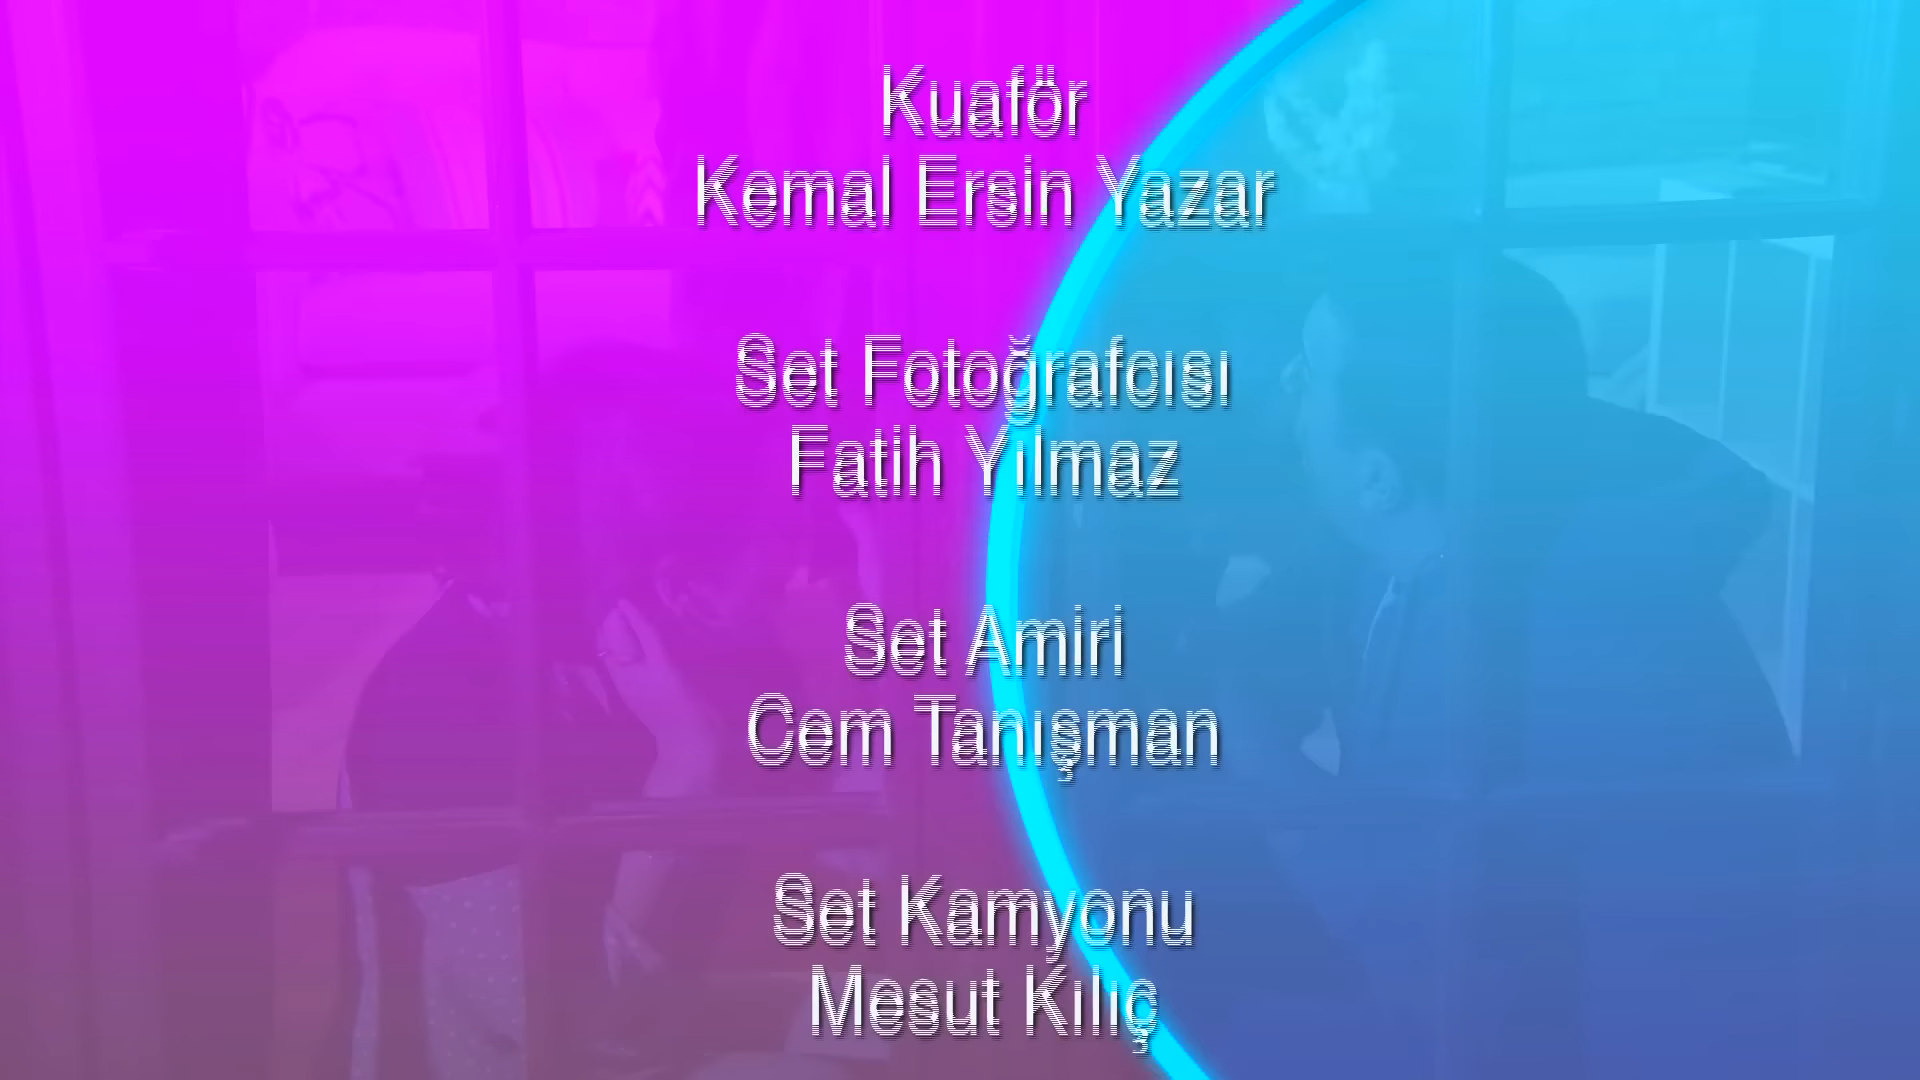 Kuaför
Kemal Ersin Yazar
Set Fotoğrafcısı
Fatih Yılmaz
Set Amiri
Cem Tanışman
Set Kamyonu
Mesut Kılıç